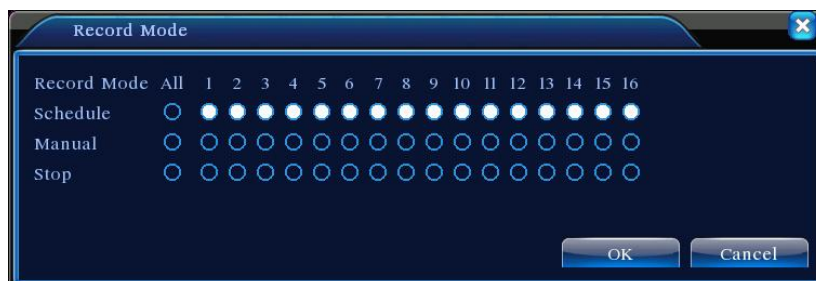 Record Mode
Record Mode All 1 2 3 4 5 6 7 8 9 10 11 12 13 14 15 16
Schedule
Manual
Stop
OK Cancel